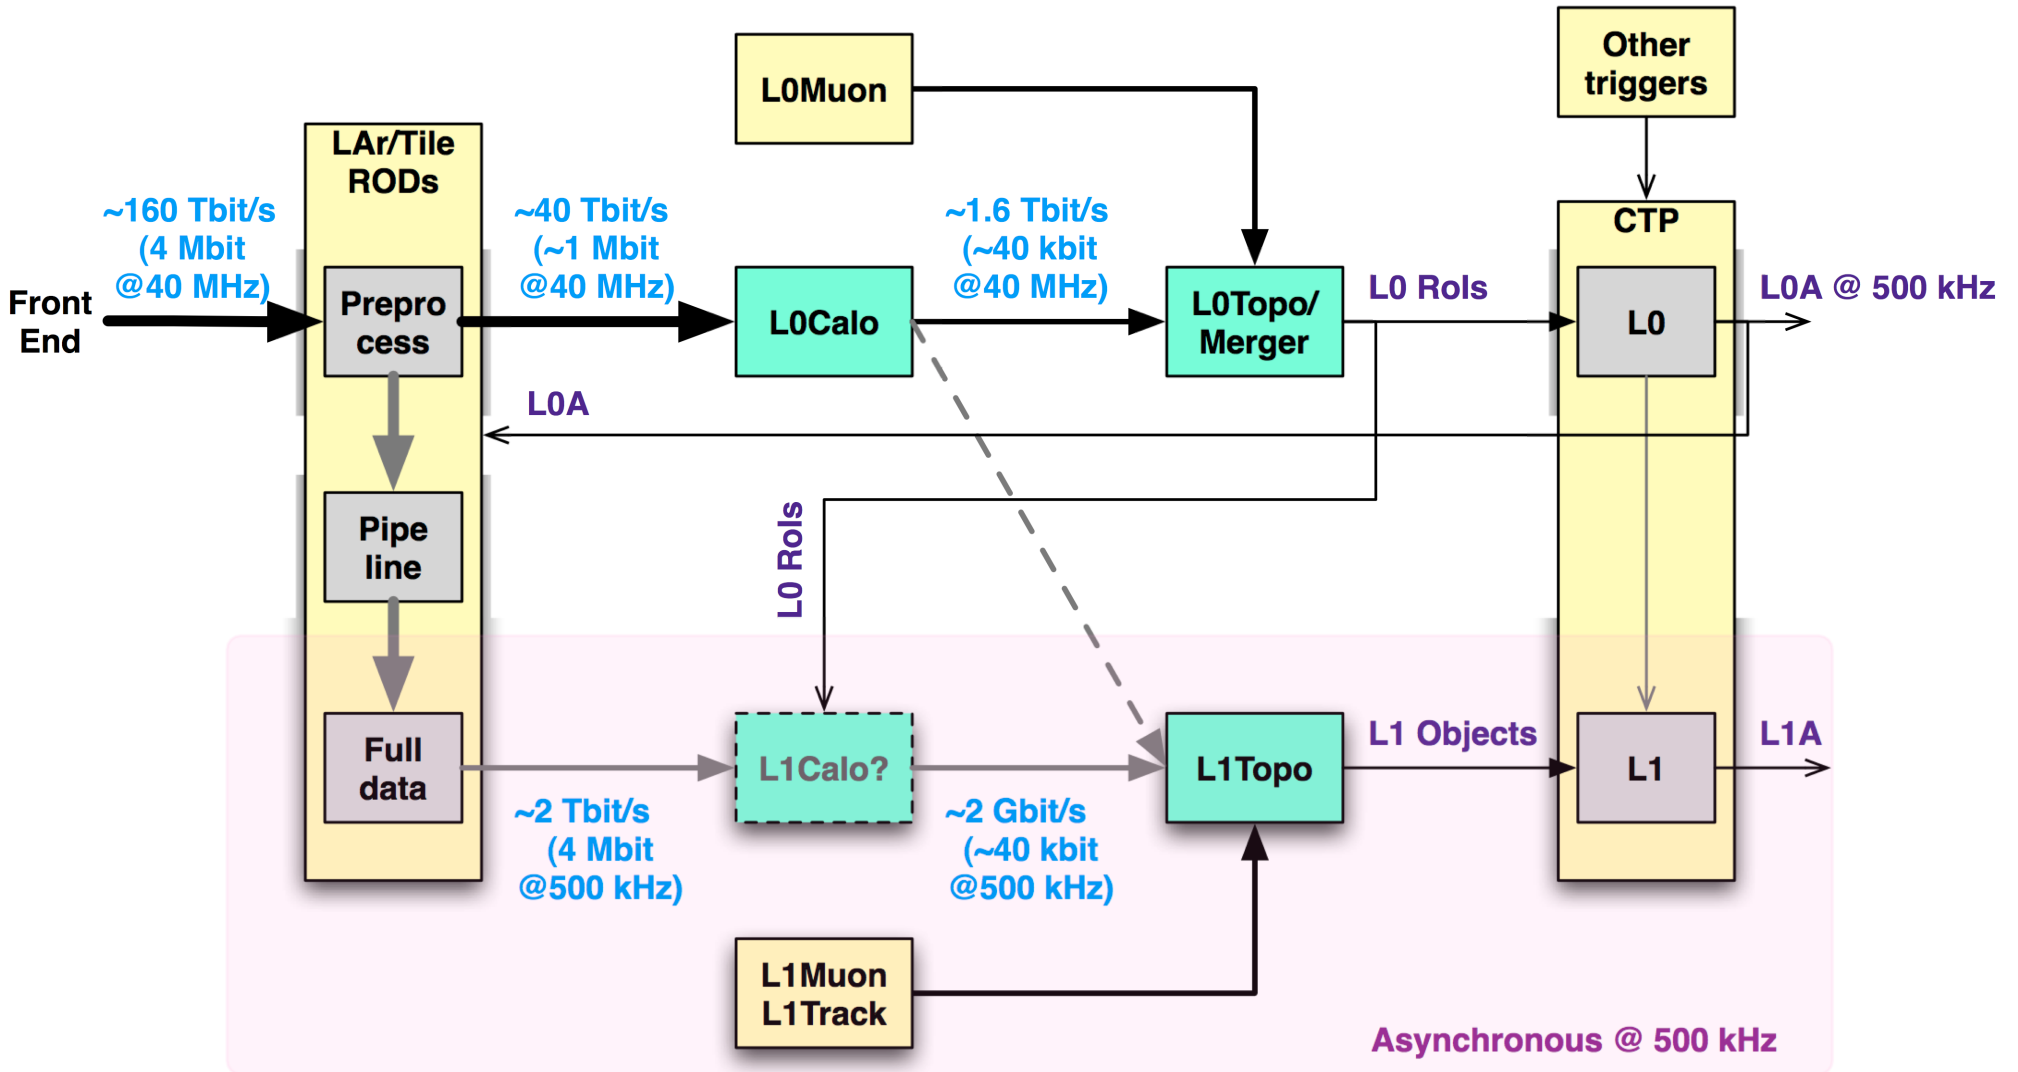 Other
triggers
L0Muon
LAr/Tile
RODs
~160 Tbit/s
(4 Mbit
@40 MHz)
~40 Tbit/s
(~1 Mbit
@40 MHz)
~1.6 Tbit/s
(~40 kbit
@40 MHz)
CTP
Front
End
Prepro
cess
L0Calo
L0Topo/
Merger
L0 RoIs
L0
L0A @ 500 kHz
L0A
Pipe
line
L0 RoIs
Full
data
L1Calo?
L1Topo
L1 Objects
L1
L1A
~2 Tbit/s
(4 Mbit
@500 kHz)
~2 Gbit/s
(~40 kbit
@500 kHz)
L1Muon
L1Track
Asynchronous @ 500 kHz